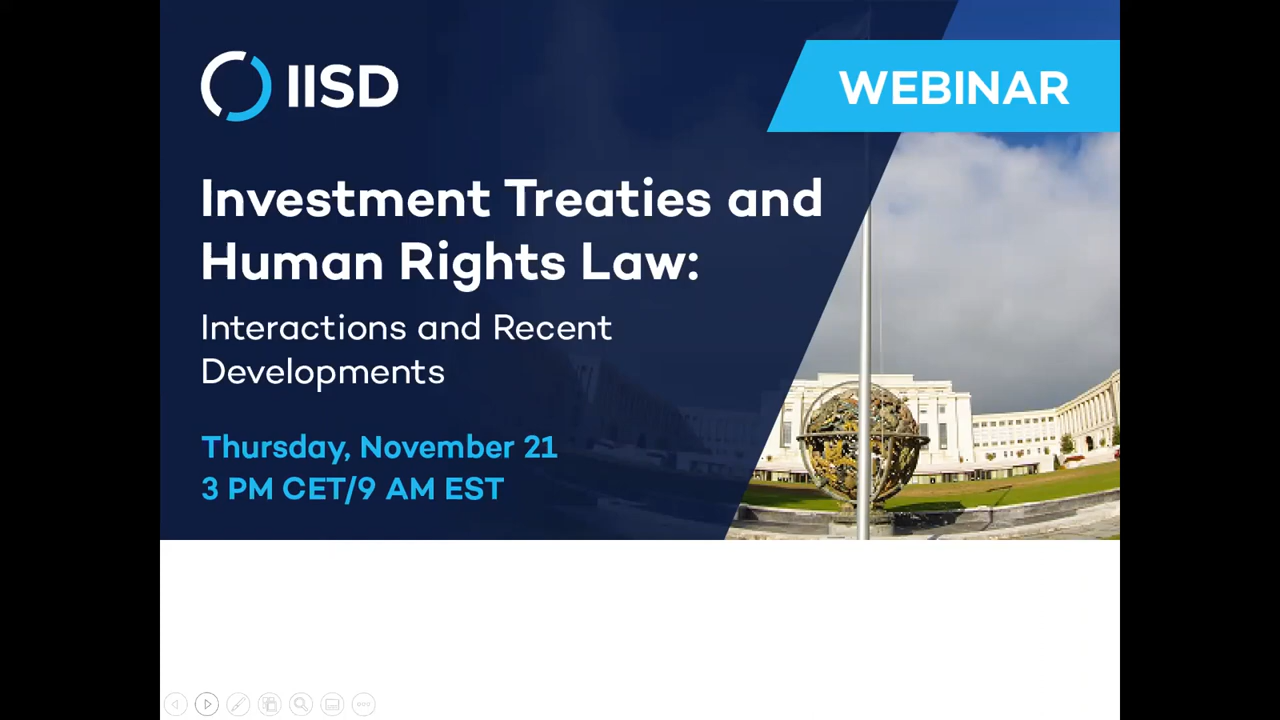 IISD
WEBINAR
Investment Treaties and
Human Rights Law:
Interactions and Recent
Developments
Thursday, November 21
3 PM CET/9 AM EST